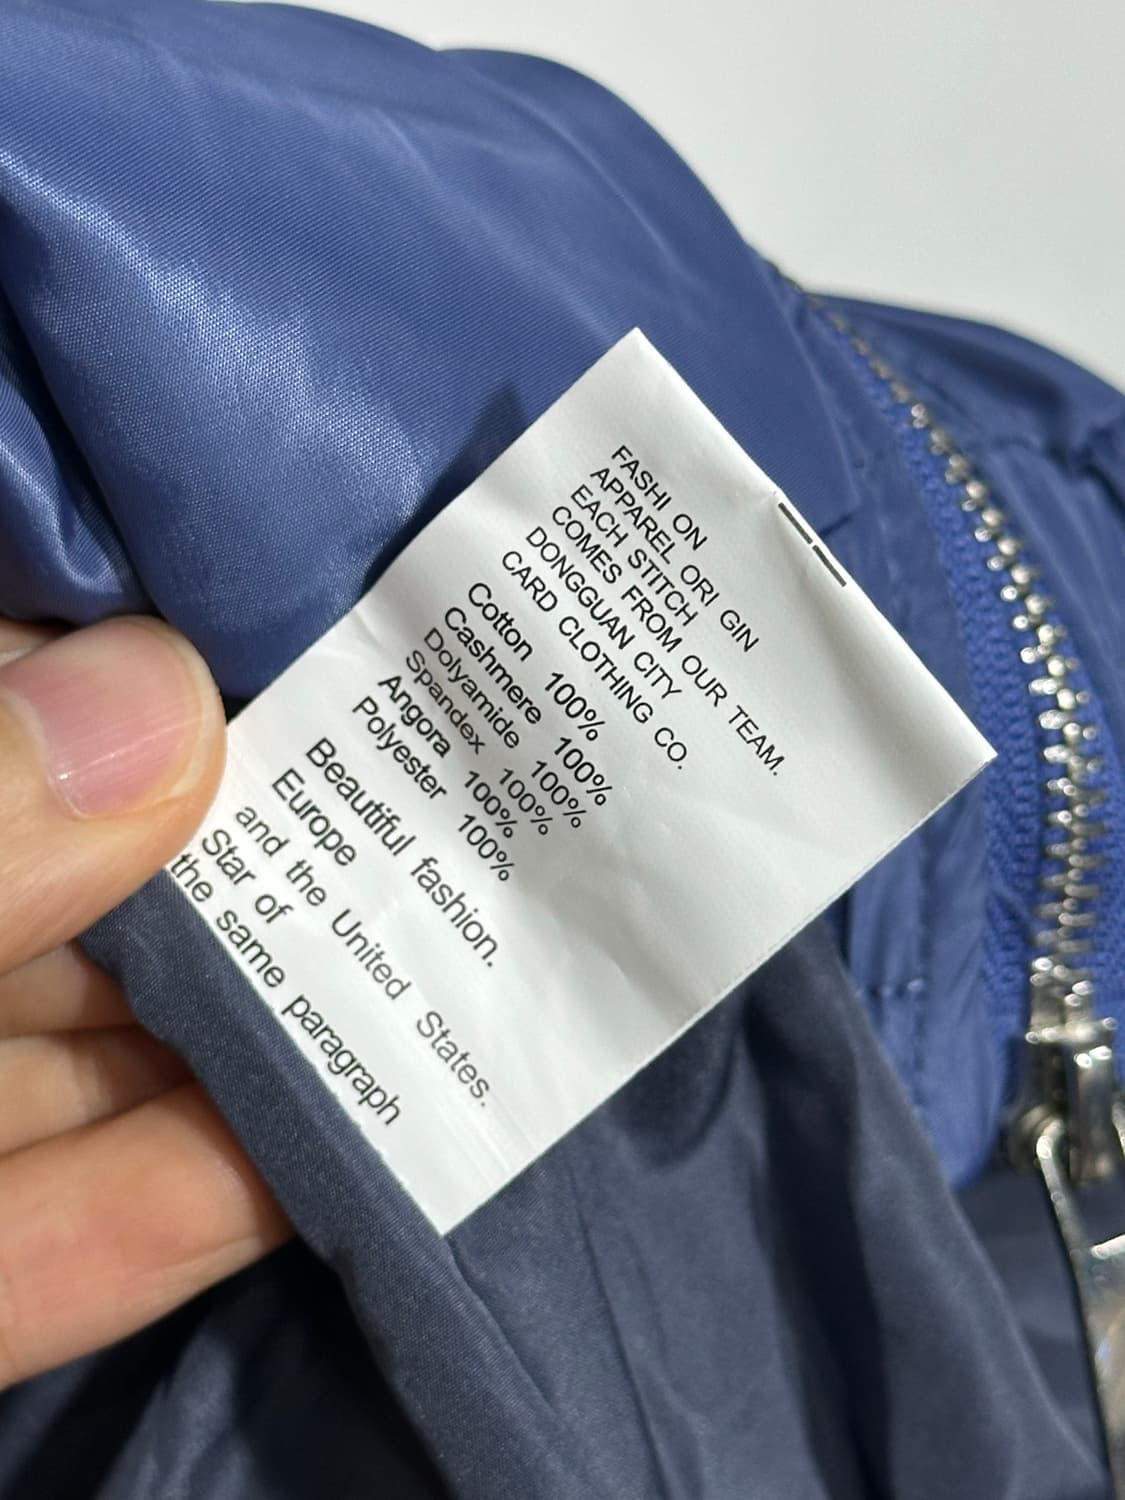 FASHI ON
APPAREL ORI GIN
EACH STITCH
COMES FROM OUR TEAM.
DONGGUAN CITY
CARD CLOTHING CO.
Cotton 100%
Cashmere 100%
Dolyamide 100%
Spandex 100%
Angora 100%
Polyester 100%
Beautiful fashion.
Europe
and the United States.
Star of
the same paragraph